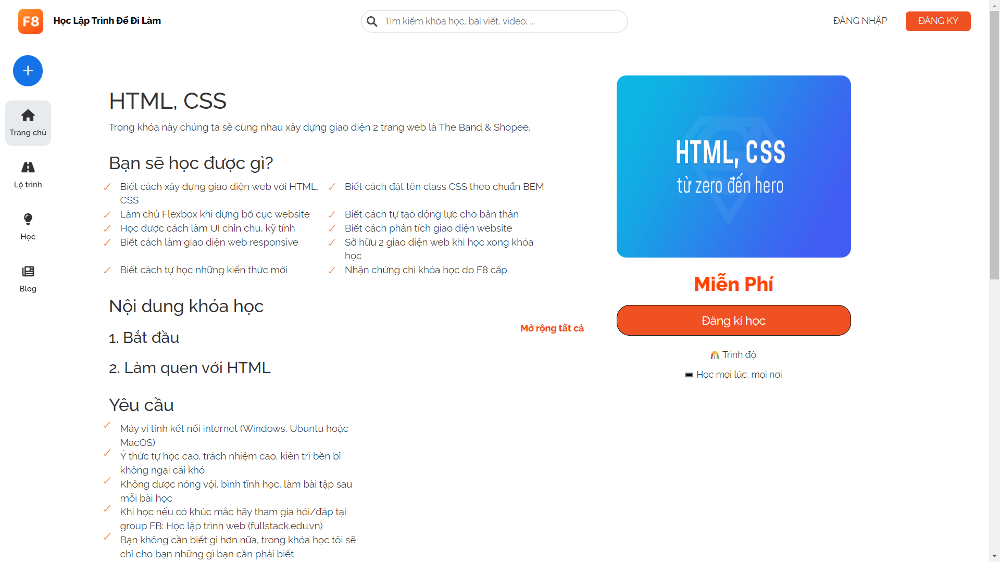 F8
Học Lập Trình Để Đi Làm
Tìm kiếm khóa học, bài viết, video, ...
ĐĂNG NHẬP
ĐĂNG KÝ
Trang chủ
Lộ trình
Học
Blog
HTML, CSS
Trong khóa này chúng ta sẽ cùng nhau xây dựng giao diện 2 trang web là The Band & Shopee.
Bạn sẽ học được gì?
Biết cách xây dựng giao diện web với HTML,
CSS
Biết cách đặt tên class CSS theo chuẩn BEM
Làm chủ Flexbox khi dựng bố cục website
Biết cách tự tạo động lực cho bản thân
Học được cách làm UI chỉn chu, kỹ tính
Biết cách phân tích giao diện website
Biết cách làm giao diện web responsive
Sở hữu 2 giao diện web khi học xong khóa
học
Biết cách tự học những kiến thức mới
Nhận chứng chỉ khóa học do F8 cấp
Nội dung khóa học
Mở rộng tất cả
1. Bắt đầu
2. Làm quen với HTML
Yêu cầu
Máy vi tính kết nối internet (Windows, Ubuntu hoặc
MacOS)
Ý thức tự học cao, trách nhiệm cao, kiên trì bền bỉ
không ngại cái khó
Không được nóng vội, bình tĩnh học, làm bài tập sau
mỗi bài học
Khi học nếu có khúc mắc hãy tham gia hỏi/đáp tại
group FB: Học lập trình web (fullstack.edu.vn)
Bạn không cần biết gì hơn nữa, trong khóa học tôi sẽ
chỉ cho bạn những gì bạn cần phải biết
HTML, CSS
từ zero đến hero
Miễn Phí
Đăng kí học
Trình độ
Học mọi lúc, mọi nơi